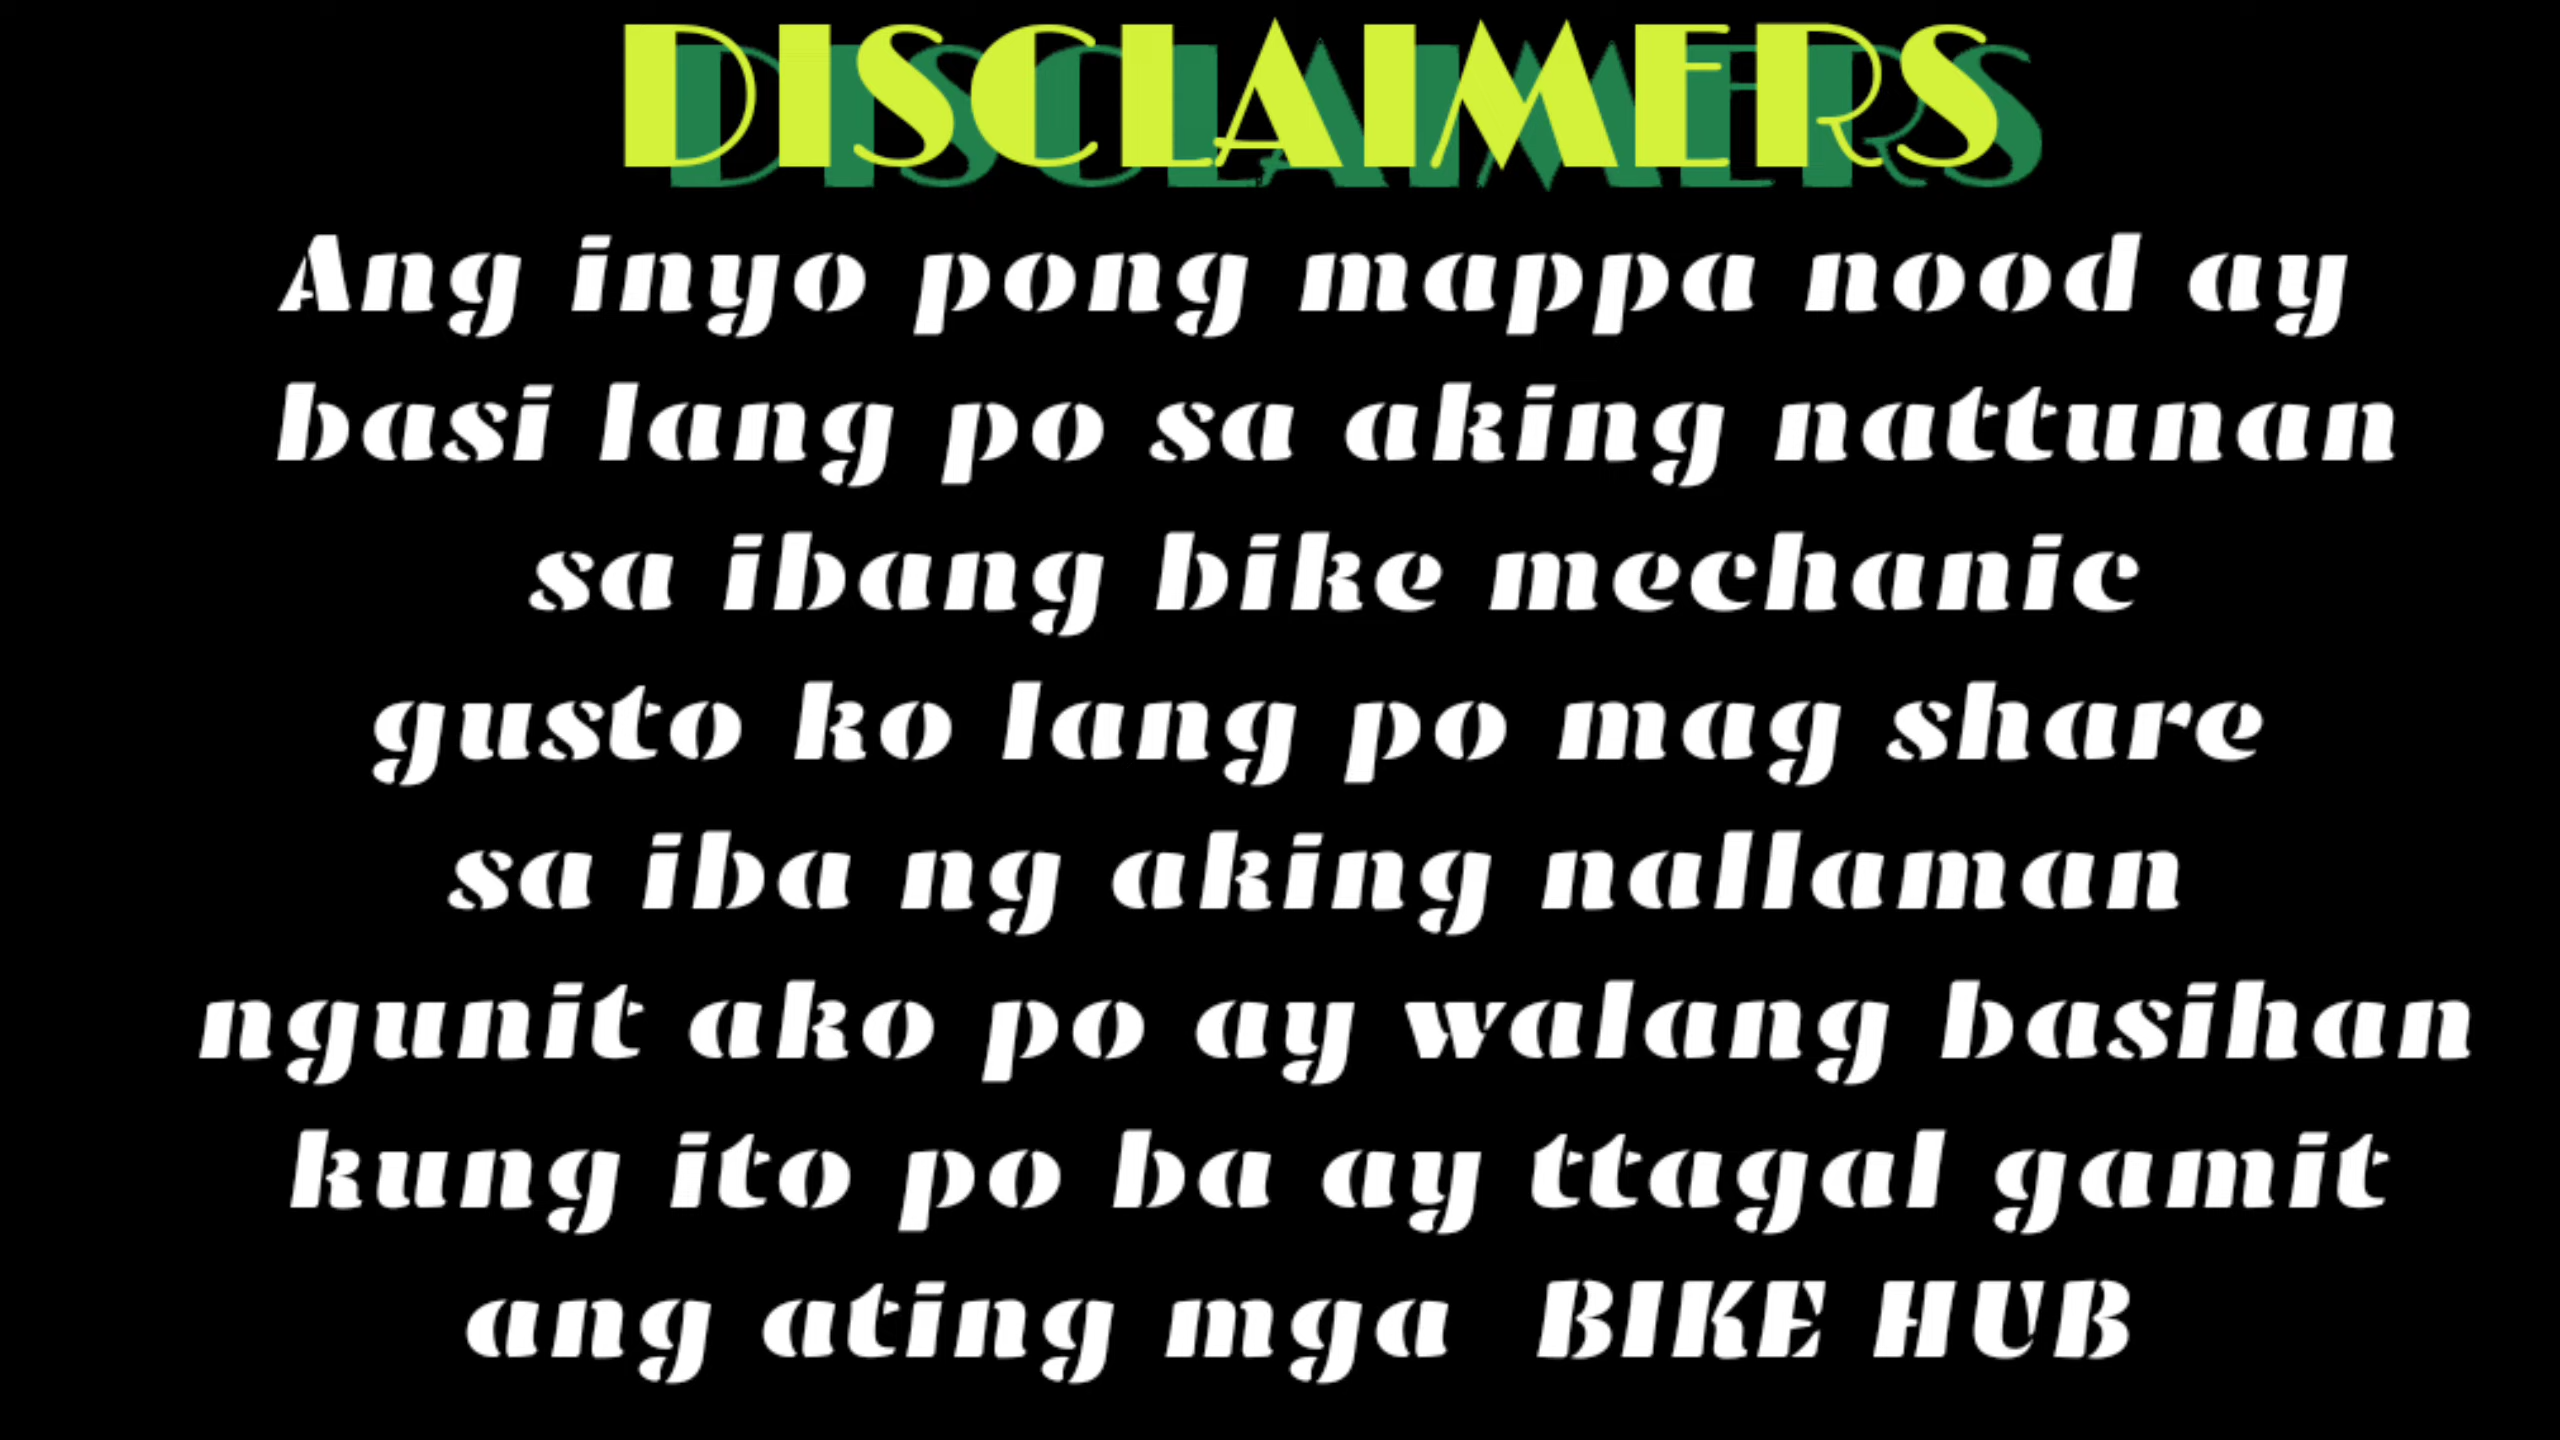 DISCLAIMERS
Ang inyo pong mappa nood ay
basi lang po sa aking nattunan
sa ibang bike mechanic
gusto ko lang po mag share
sa iba ng aking nallaman
ngunit ako po ay walang basihan
kung ito po ba ay ttagal gamit
ang ating mga BIKE HUB